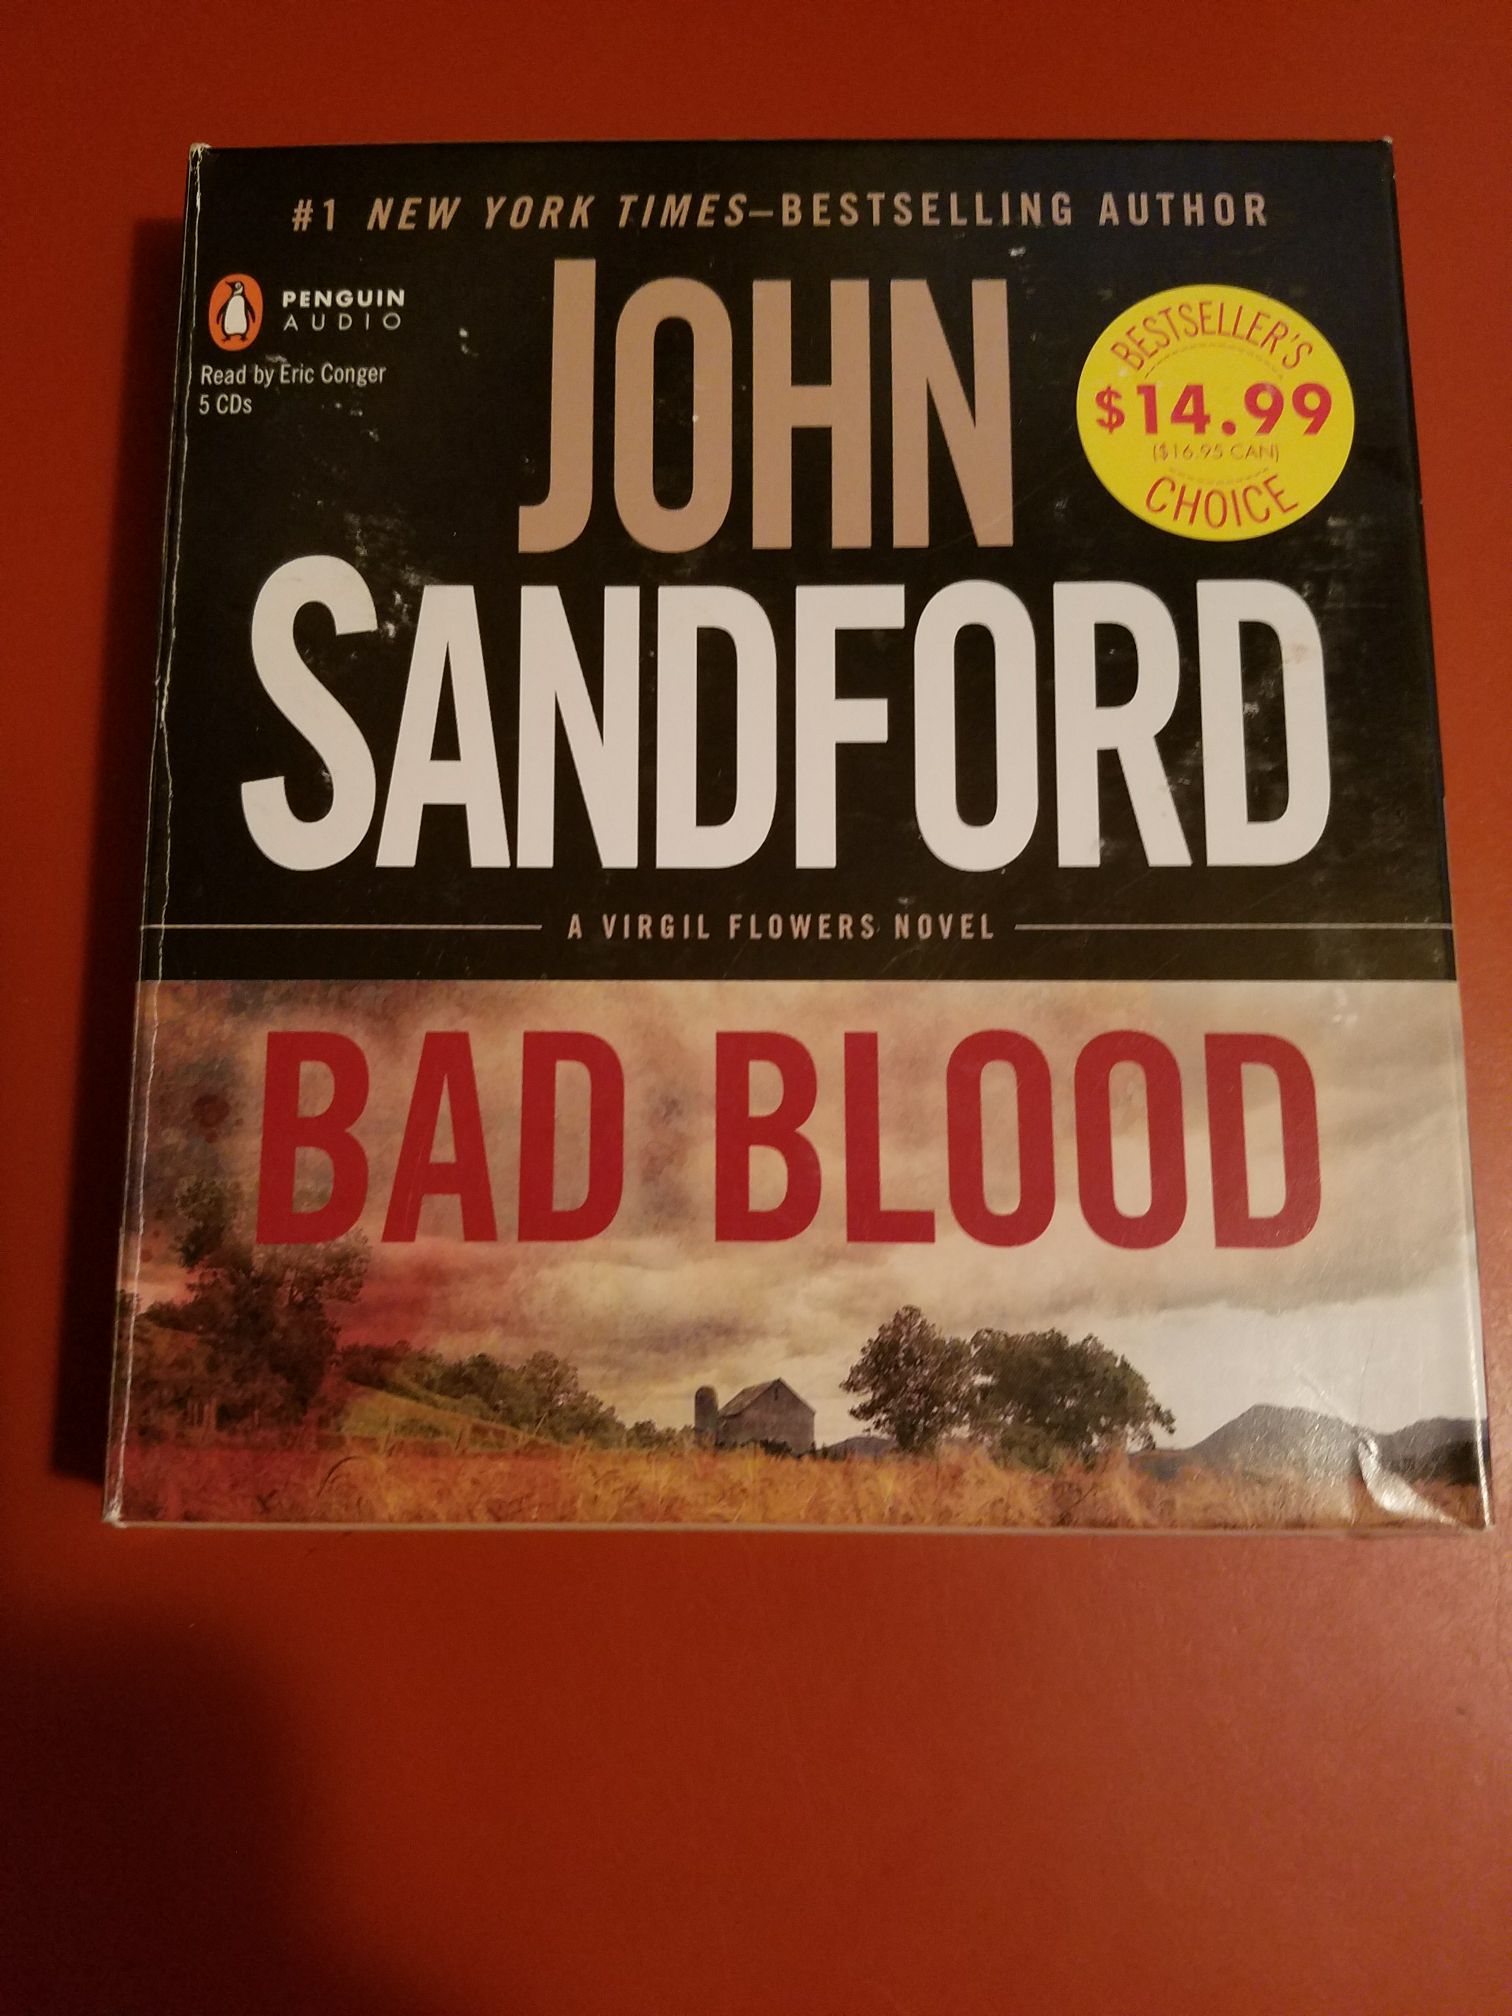 #1 NEW YORK TIMES–BESTSELLING AUTHOR
PENGUIN
AUDIO
Read by Eric Conger
5 CDs
JOHN
SANDFORD
BESTSELLER'S
$14.99
($16.95 CAN)
CHOICE
A VIRGIL FLOWERS NOVEL
BAD BLOOD